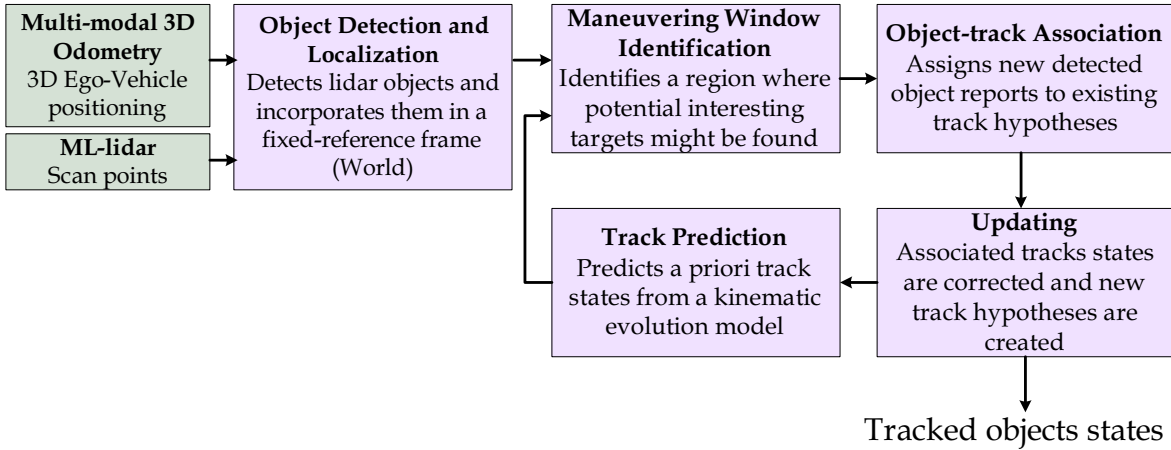 Multi-modal 3D
Odometry
3D Ego-Vehicle
positioning
ML-lidar
Scan points
Object Detection and
Localization
Detects lidar objects and
incorporates them in a
fixed-reference frame
(World)
Maneuvering Window
Identification
Identifies a region where
potential interesting
targets might be found
Object-track Association
Assigns new detected
object reports to existing
track hypotheses
Track Prediction
Predicts a priori track
states from a kinematic
evolution model
Updating
Associated tracks states
are corrected and new
track hypotheses are
created
Tracked objects states